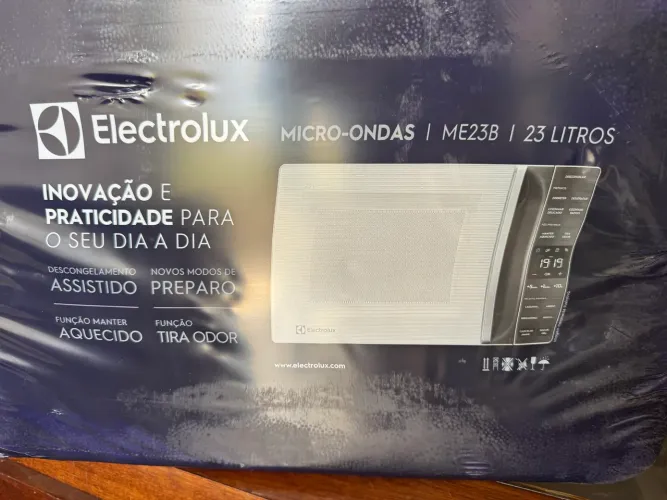 Electrolux
MICRO-ONDAS | ME23B | 23 LITROS
INOVAÇÃO E
PRATICIDADE PARA
O SEU DIA A DIA
DESCONGELAMENTO
ASSISTIDO
NOVOS MODOS DE
PREPARO
FUNÇÃO MANTER
AQUECIDO
FUNÇÃO
TIRA ODOR
19:19
Electrolux
www.electrolux.com